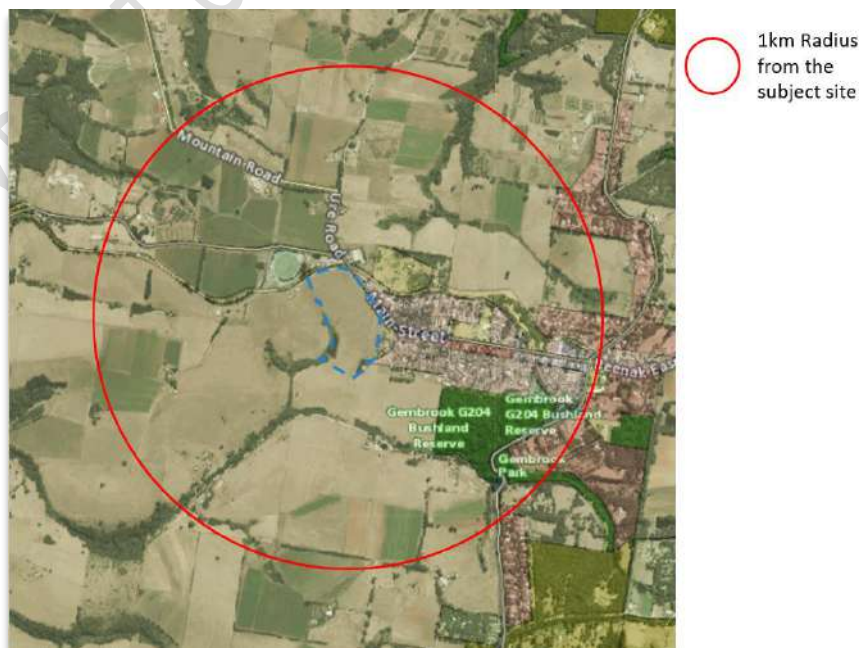 1km Radius
from the
subject site
Mountain-Road
Ure Road
Main-Street
Gembrook G204
Bushland
Reserve
Gembrook
G204 Bushland
Reserve
Gembrook
Park